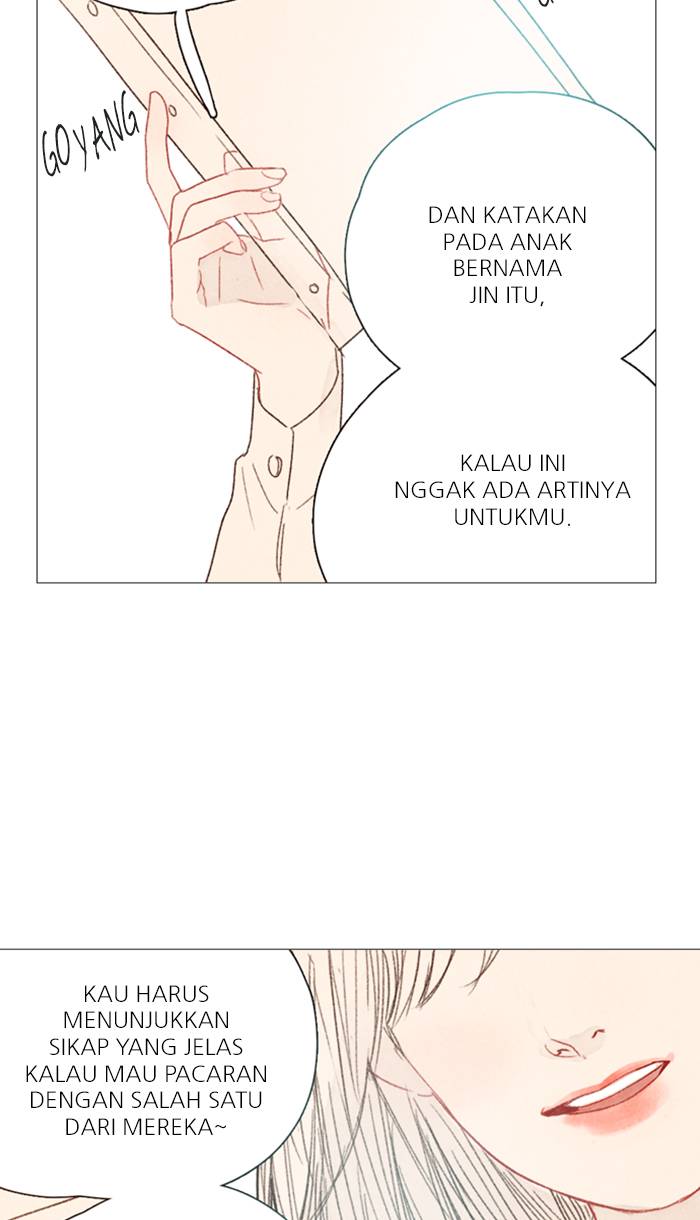 GOYANG
DAN KATAKAN
PADA ANAK
BERNAMA
JIN ITU,
KALAU INI
NGGAK ADA ARTINYA
UNTUKMU.
KAU HARUS
MENUNJUKKAN
SIKAP YANG JELAS
KALAU MAU PACARAN
DENGAN SALAH SATU
DARI MEREKA~